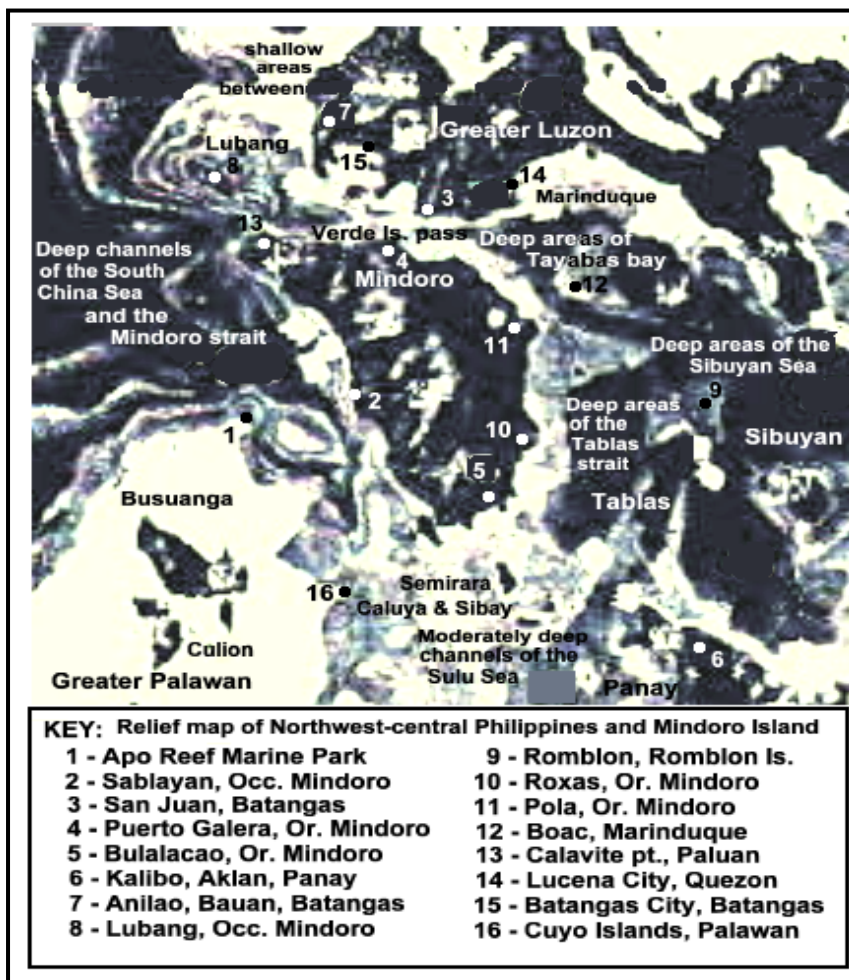 shallow
areas
between
7
Greater Luzon
Lubang
8
15
14
3
Marinduque
13
Verde Is. pass
Deep areas of
Tayabas bay
4
Mindoro
12
Deep channels
of the South
China Sea
and the
Mindoro strait
11
Deep areas of the
Sibuyan Sea
9
2
1
Deep areas
of the
Tablas
strait
10
Sibuyan
5
Busuanga
Tablas
16
Semirara
Caluya & Sibay
Culion
Moderately deep
channels of the
Sulu Sea
6
Greater Palawan
Panay
KEY: Relief map of Northwest-central Philippines and Mindoro Island
1 - Apo Reef Marine Park
2 - Sablayan, Occ. Mindoro
3 - San Juan, Batangas
4 - Puerto Galera, Or. Mindoro
5 - Bulalacao, Or. Mindoro
6 - Kalibo, Aklan, Panay
7 - Anilao, Bauan, Batangas
8 - Lubang, Occ. Mindoro
9 - Romblon, Romblon Is.
10 - Roxas, Or. Mindoro
11 - Pola, Or. Mindoro
12 - Boac, Marinduque
13 - Calavite pt., Paluan
14 - Lucena City, Quezon
15 - Batangas City, Batangas
16 - Cuyo Islands, Palawan